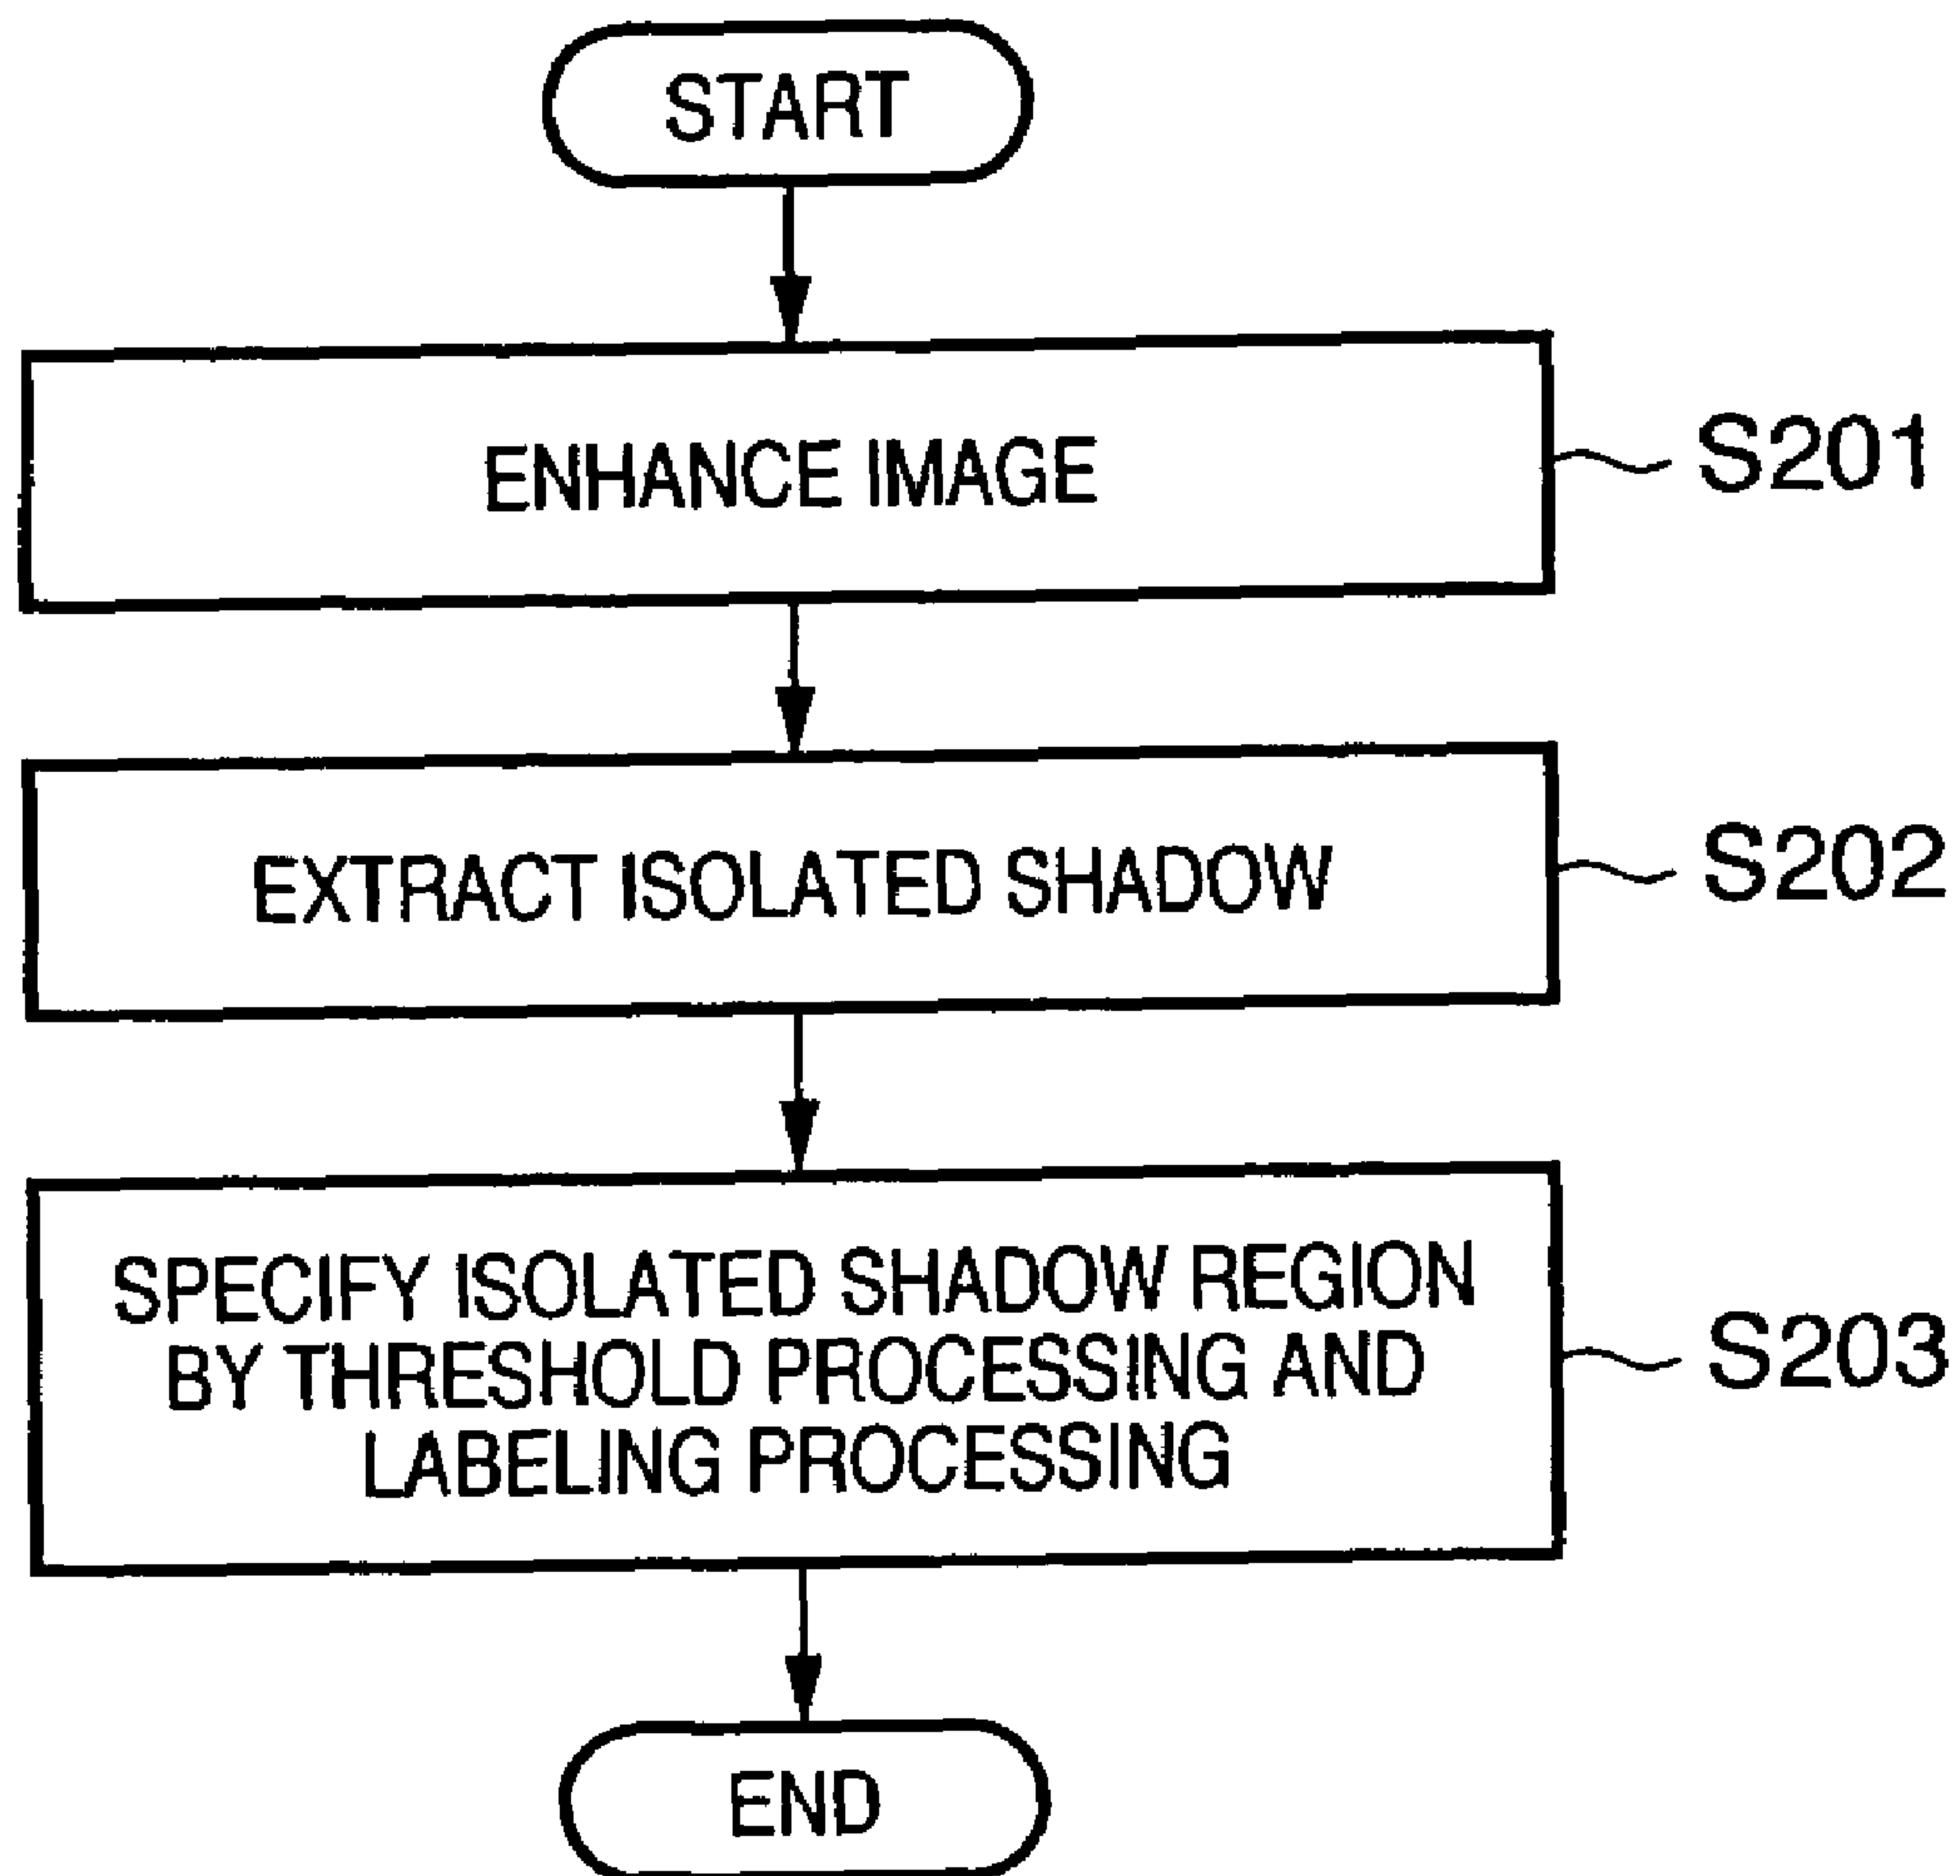 START
ENHANCE IMAGE
S201
EXTRACT ISOLATED SHADOW
S202
SPECIFY ISOLATED SHADOW REGION
BY THRESHOLD PROCESSING AND
LABELING PROCESSING
S203
END